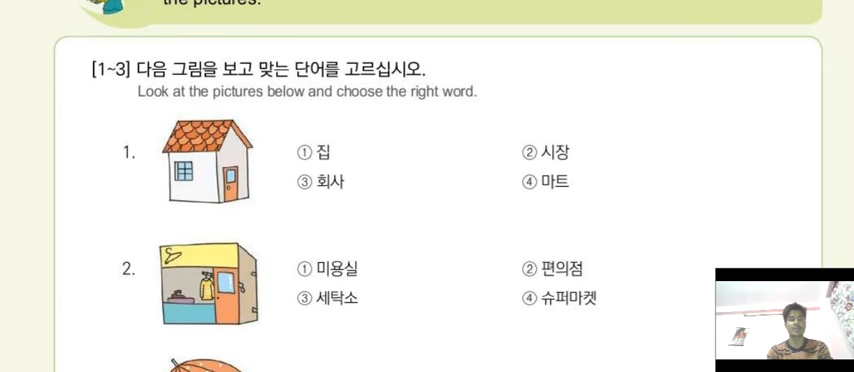 the pictures.
[1~3] 다음 그림을 보고 맞는 단어를 고르십시오.
Look at the pictures below and choose the right word.
1.
① 집 ② 시장
③ 회사 ④ 마트
2.
① 미용실 ② 편의점
③ 세탁소 ④ 슈퍼마켓